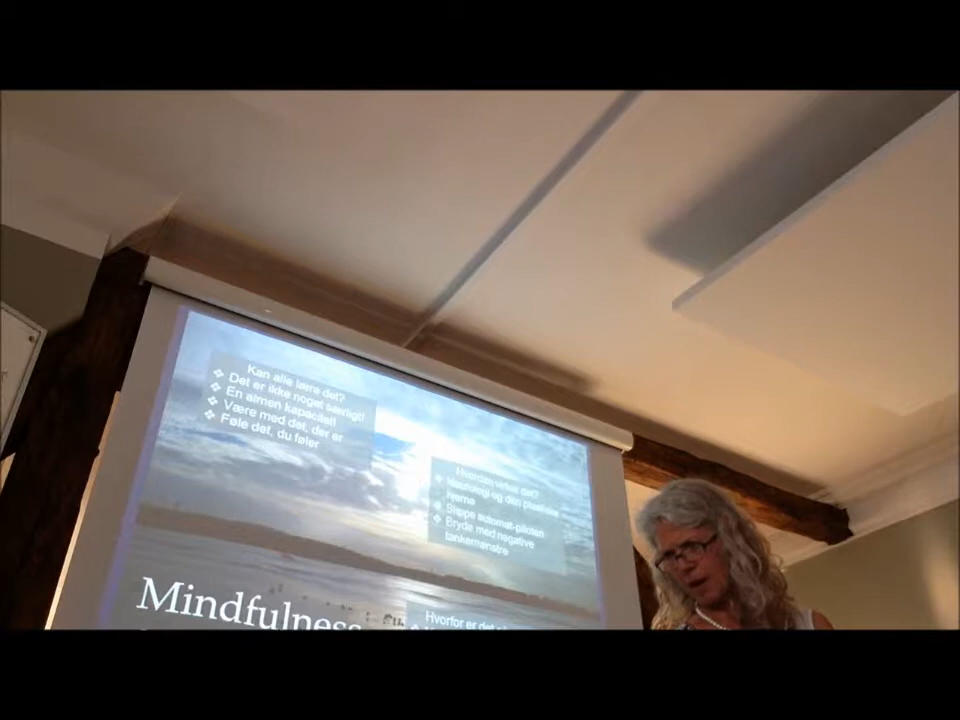 Kan alle lære det?
❖ Det er ikke noget særligt!
❖ En almen kapacitet!
❖ Være med det, der er
❖ Føle det, du føler
Hvordan virker det?
❖ Neurologi og den plastiske
hjerne
❖ Slippe automat-piloten
❖ Bryde med negative
tankemønstre
Mindfulness
Hvorfor er det